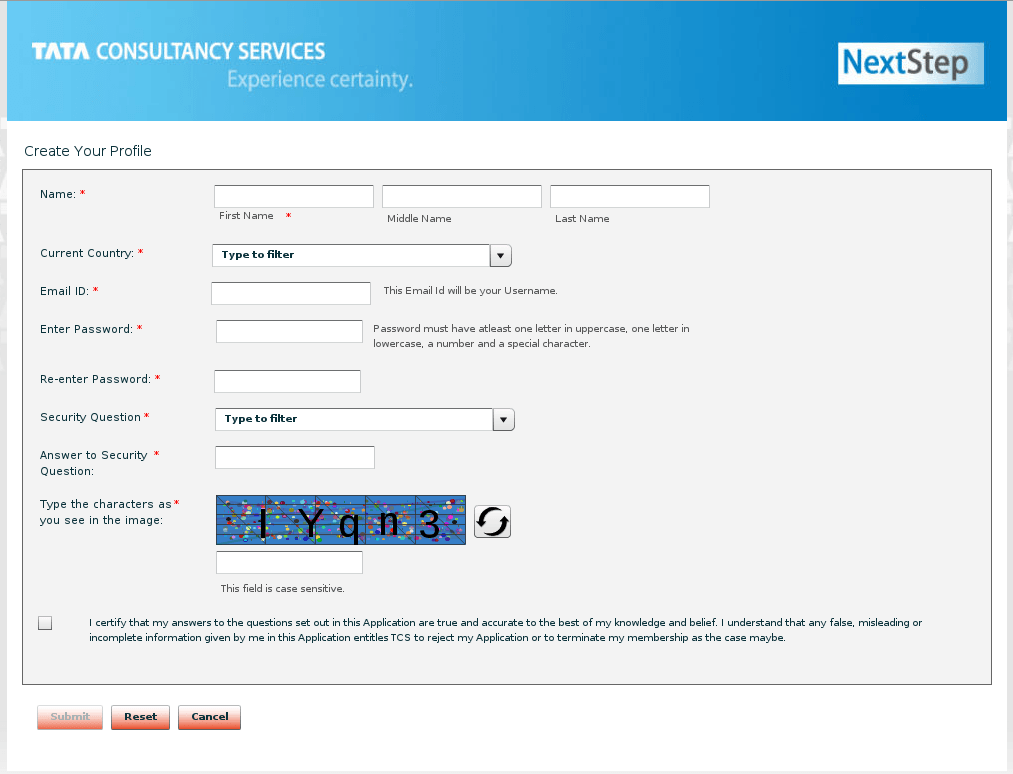 TATA CONSULTANCY SERVICES
Experience certainty.
NextStep
Create Your Profile
Name: *
First Name *
Middle Name
Last Name
Current Country: *
Type to filter
Email ID: *
This Email Id will be your Username.
Enter Password: *
Password must have atleast one letter in uppercase, one letter in
lowercase, a number and a special character.
Re-enter Password: *
Security Question *
Type to filter
Answer to Security *
Question:
Type the characters as *
you see in the image:
This field is case sensitive.
I certify that my answers to the questions set out in this Application are true and accurate to the best of my knowledge and belief. I understand that any false, misleading or
incomplete information given by me in this Application entitles TCS to reject my Application or to terminate my membership as the case maybe.
Submit
Reset
Cancel